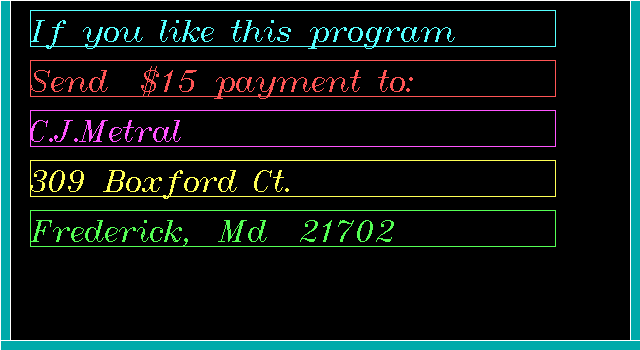 If you like this program
Send $15 payment to:
C.J.Metral
309 Boxford Ct.
Frederick, Md 21702